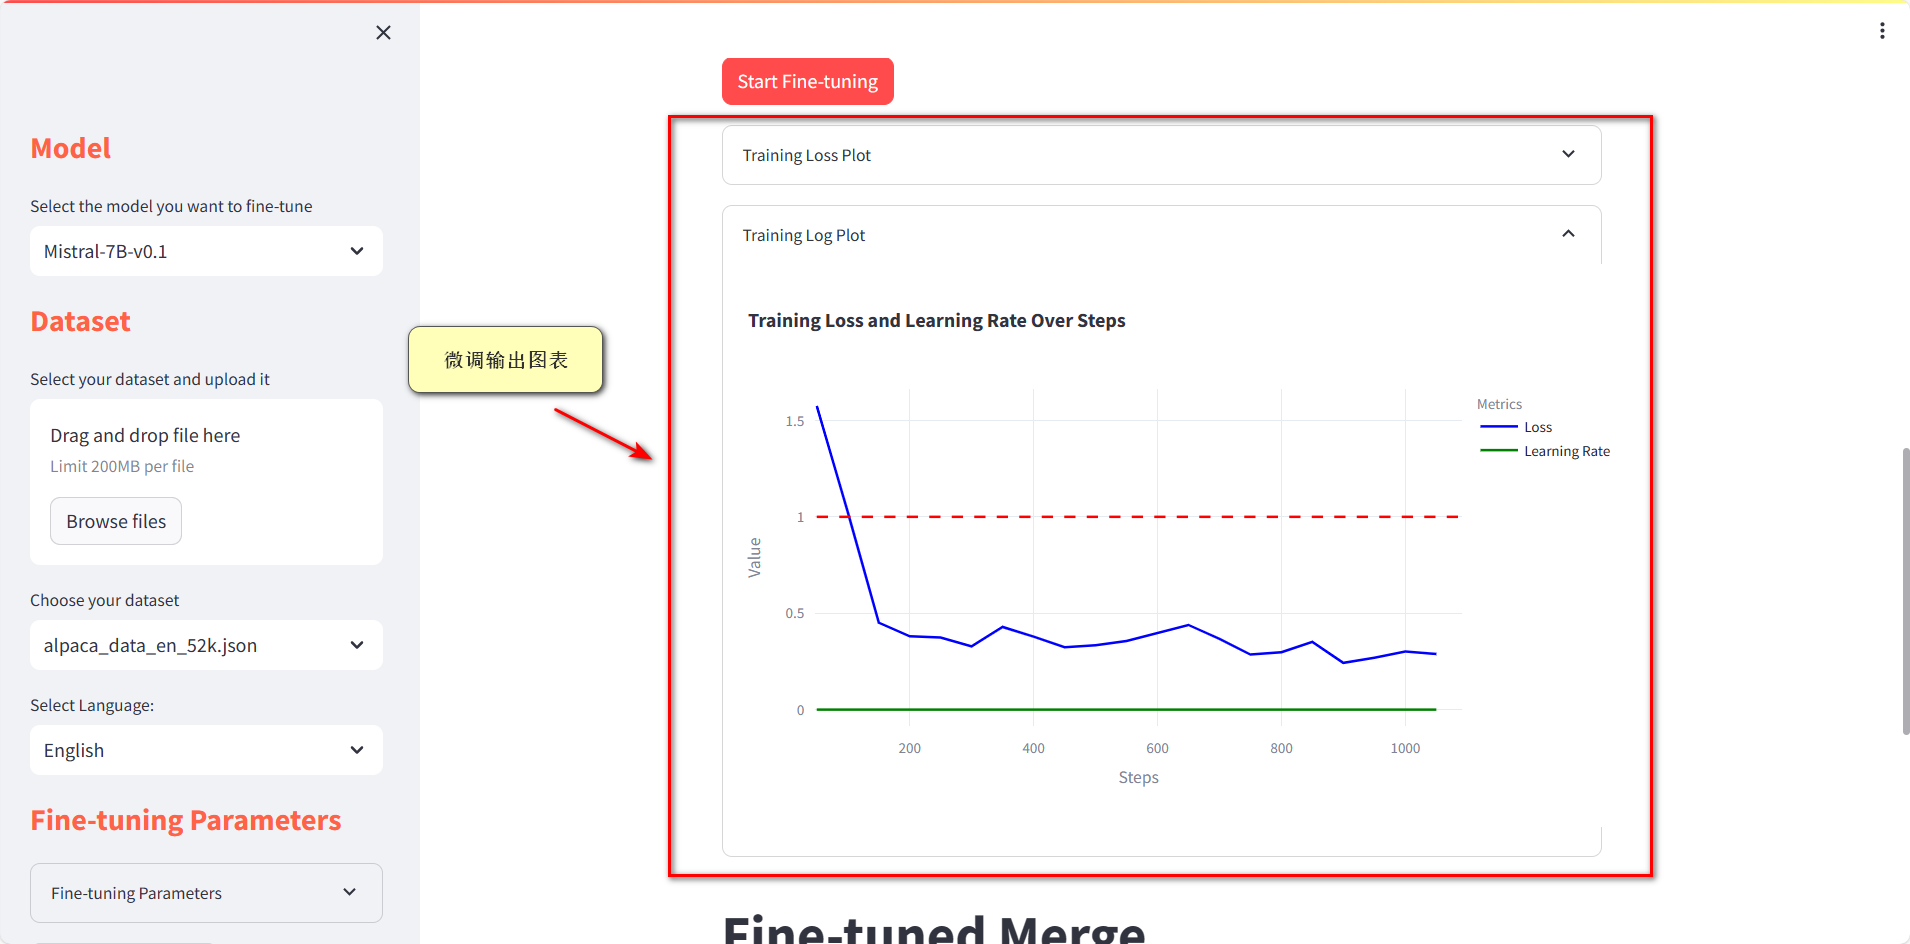 Model
Select the model you want to fine-tune
Mistral-7B-v0.1
Dataset
Select your dataset and upload it
Drag and drop file here
Limit 200MB per file
Browse files
Choose your dataset
alpaca_data_en_52k.json
Select Language:
English
Fine-tuning Parameters
Fine-tuning Parameters
微调输出图表
Start Fine-tuning
Training Loss Plot
Training Log Plot
Training Loss and Learning Rate Over Steps
Metrics
Loss
Learning Rate
Value
1.5
1
0.5
0
200 400 600 800 1000
Steps
Fine-tuned Merge